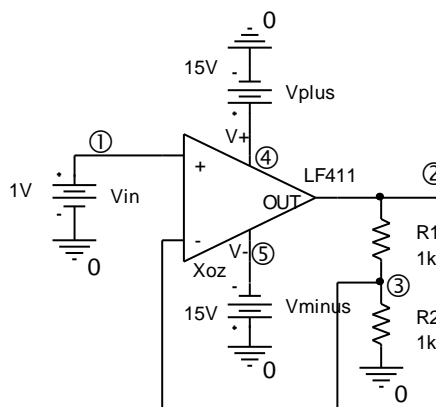 0
15V
Vplus
-
+
V+
④
LF411
①
+
1V
Vin
-
0
+
-
OUT
②
R1
1k
V-
⑤
Xoz
-
15V
Vminus
+
0
③
R2
1k
0